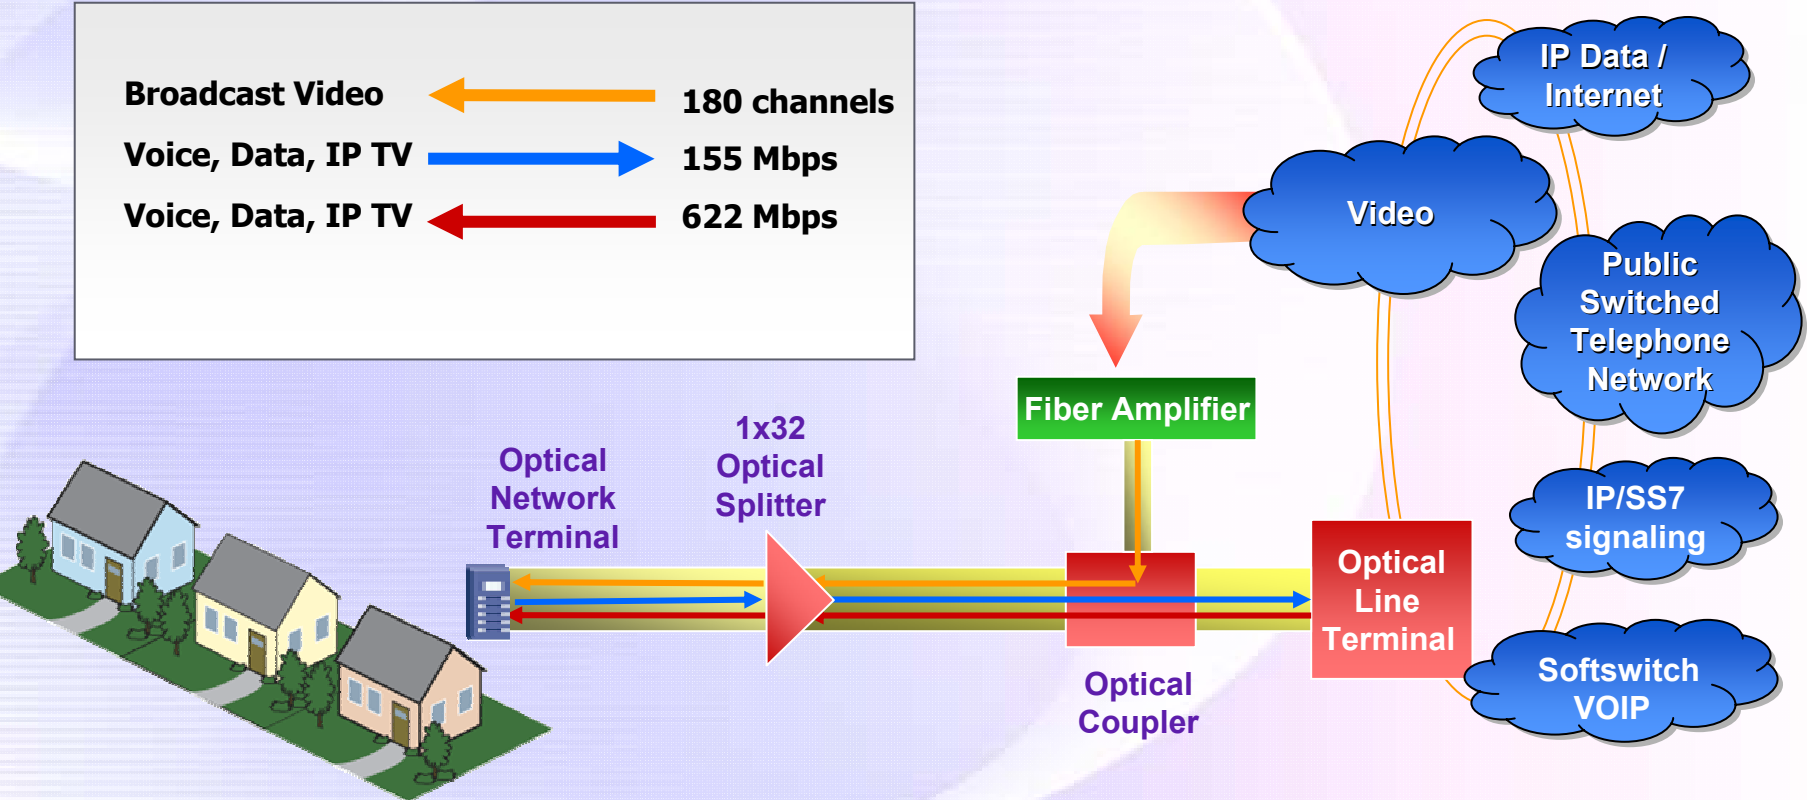 Broadcast Video 180 channels
Voice, Data, IP TV 155 Mbps
Voice, Data, IP TV 622 Mbps
IP Data /
Internet
Video
Public
Switched
Telephone
Network
Fiber Amplifier
1x32
Optical
Splitter
Optical
Network
Terminal
IP/SS7
signaling
Optical
Line
Terminal
Optical
Coupler
Softswitch
VOIP